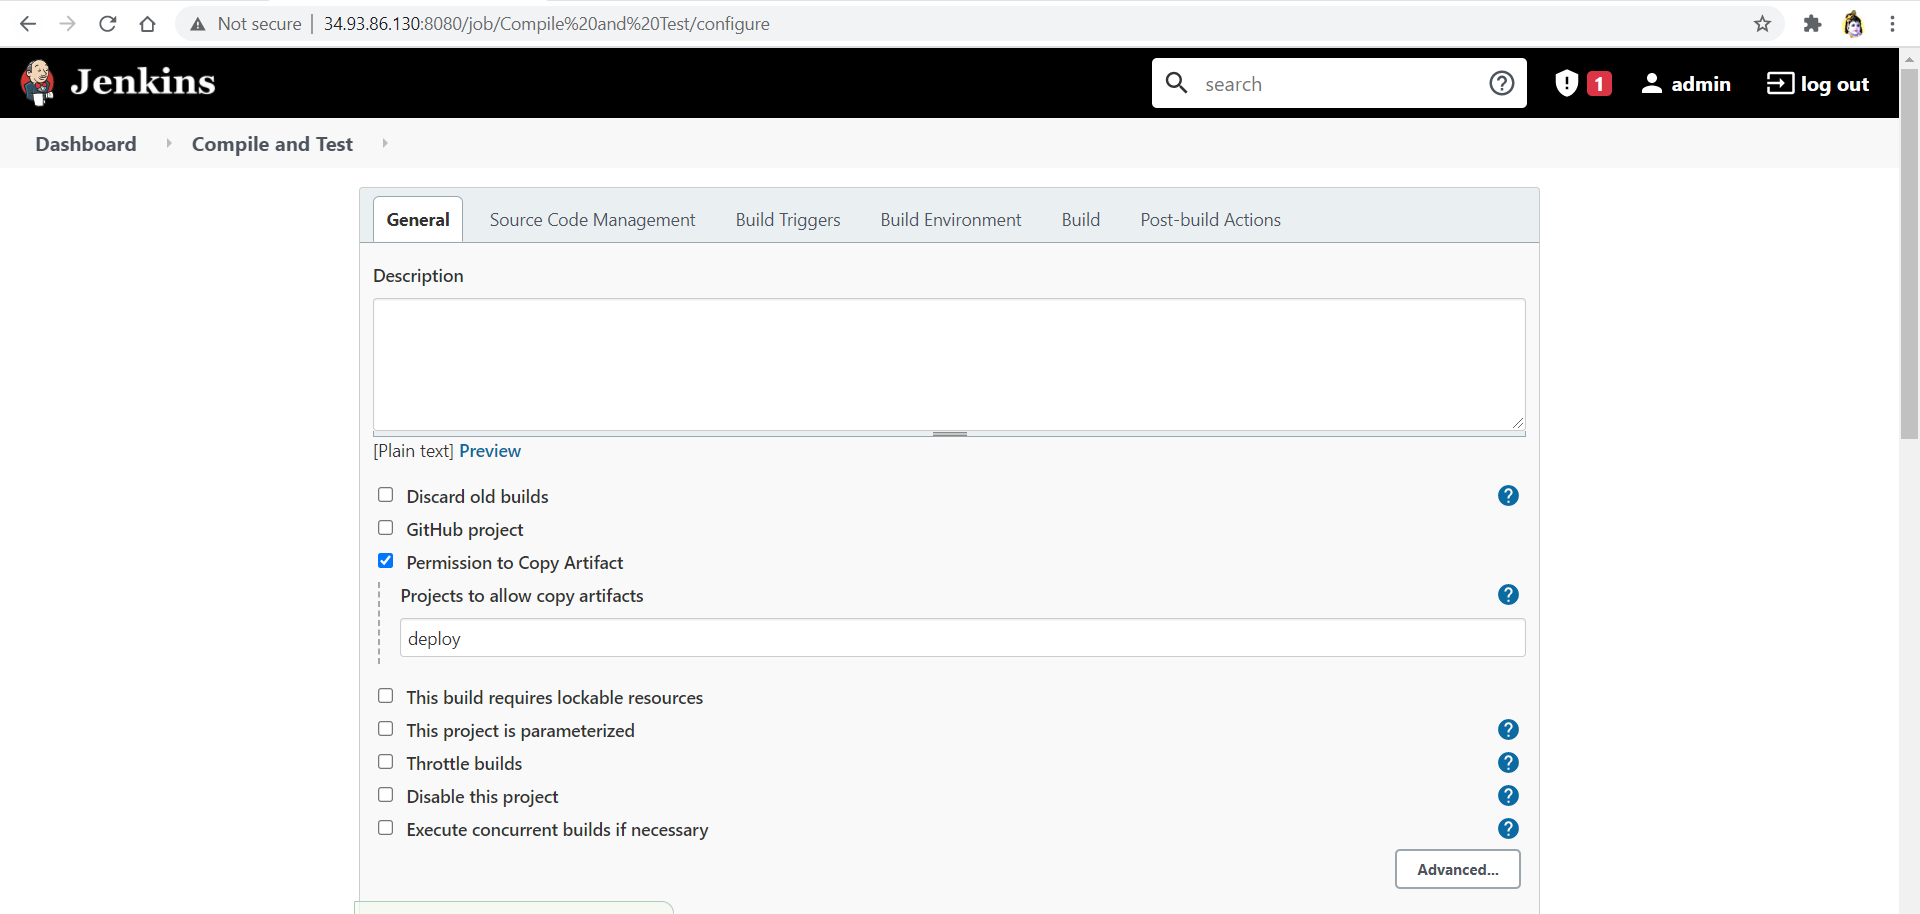 Not secure | 34.93.86.130:8080/job/Compile%20and%20Test/configure
Jenkins search ? ! 1 admin log out
Dashboard Compile and Test
General Source Code Management Build Triggers Build Environment Build Post-build Actions
Description
[Plain text] Preview
Discard old builds ?
GitHub project
Permission to Copy Artifact
Projects to allow copy artifacts ?
deploy
This build requires lockable resources
This project is parameterized ?
Throttle builds ?
Disable this project ?
Execute concurrent builds if necessary ?
Advanced...